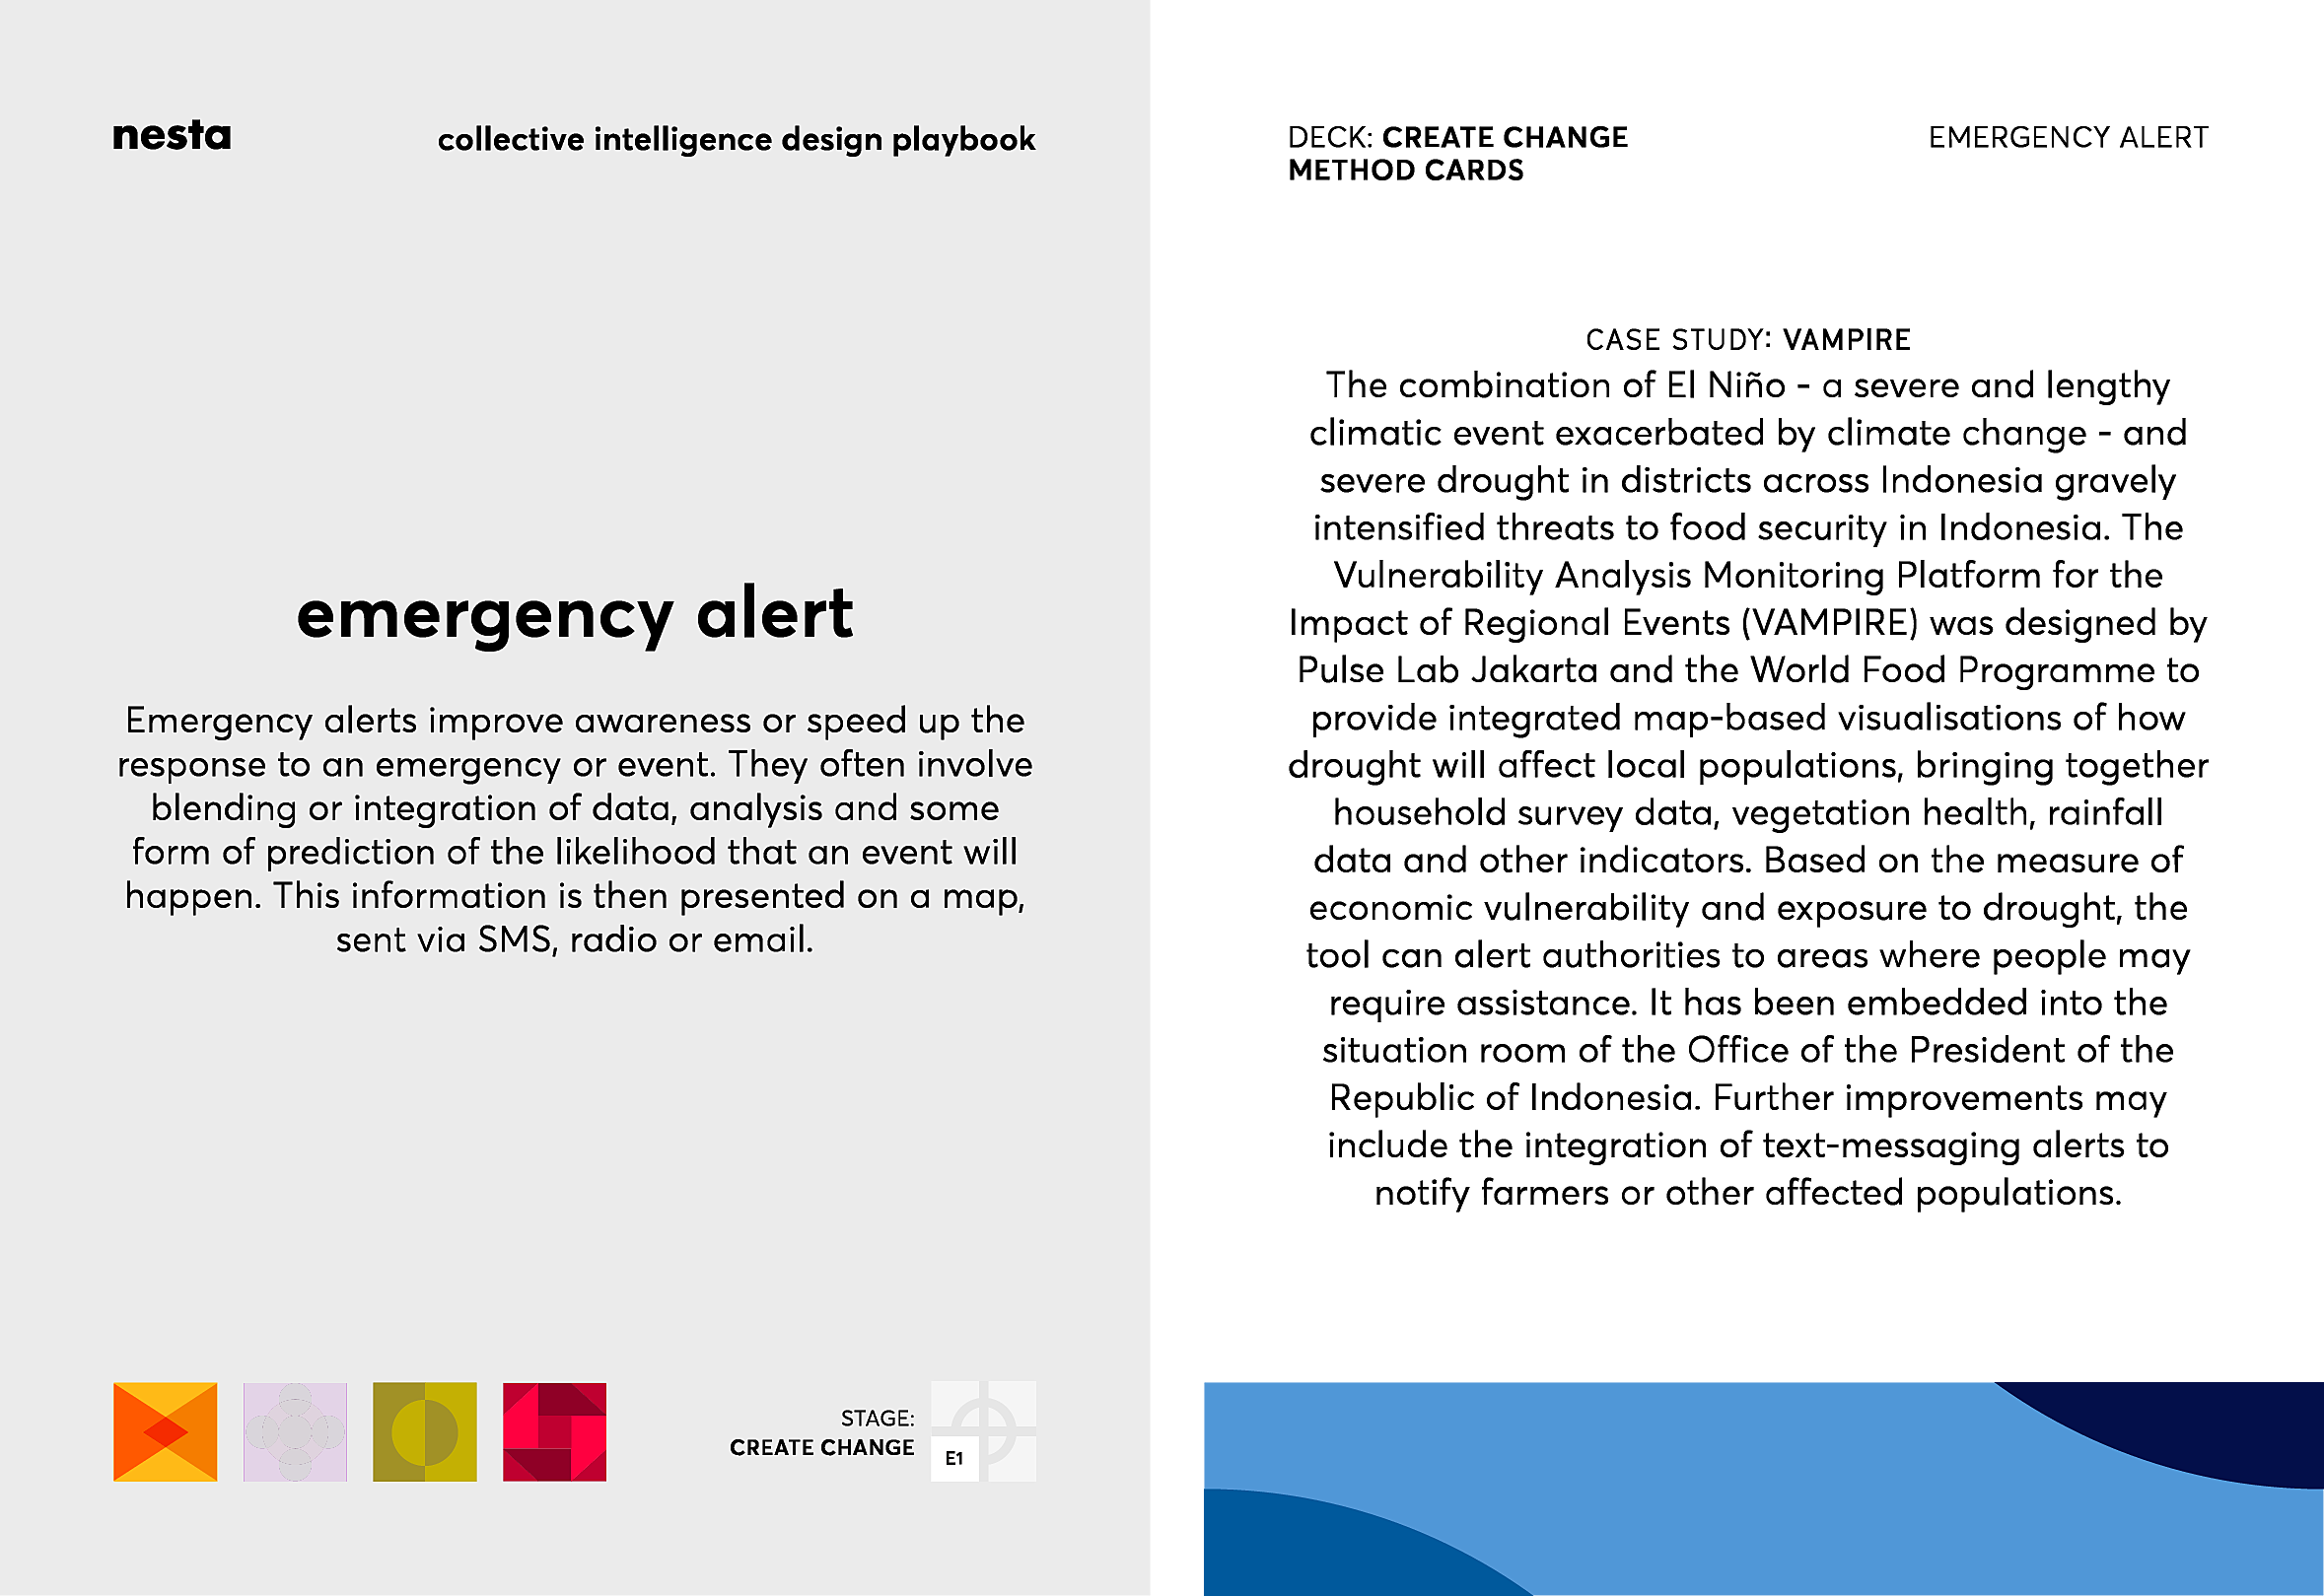 nesta
collective intelligence design playbook
emergency alert
Emergency alerts improve awareness or speed up the
response to an emergency or event. They often involve
blending or integration of data, analysis and some
form of prediction of the likelihood that an event will
happen. This information is then presented on a map,
sent via SMS, radio or email.
STAGE:
CREATE CHANGE
E1
DECK: CREATE CHANGE
METHOD CARDS
EMERGENCY ALERT
CASE STUDY: VAMPIRE
The combination of El Niño - a severe and lengthy
climatic event exacerbated by climate change - and
severe drought in districts across Indonesia gravely
intensified threats to food security in Indonesia. The
Vulnerability Analysis Monitoring Platform for the
Impact of Regional Events (VAMPIRE) was designed by
Pulse Lab Jakarta and the World Food Programme to
provide integrated map-based visualisations of how
drought will affect local populations, bringing together
household survey data, vegetation health, rainfall
data and other indicators. Based on the measure of
economic vulnerability and exposure to drought, the
tool can alert authorities to areas where people may
require assistance. It has been embedded into the
situation room of the Office of the President of the
Republic of Indonesia. Further improvements may
include the integration of text-messaging alerts to
notify farmers or other affected populations.